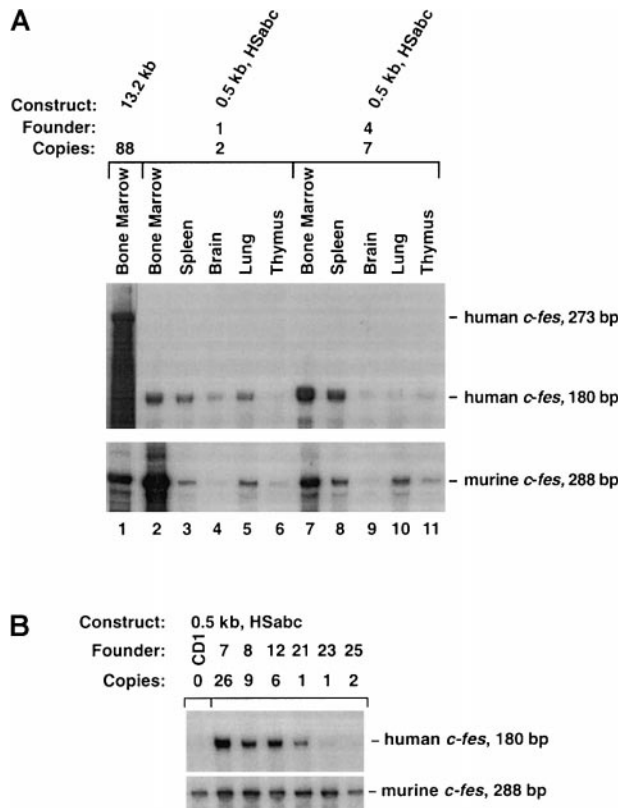 A
Construct: 13.2 kb 0.5 kb, HSabc 0.5 kb, HSabc
Founder: 1 4
Copies: 88 2 7
Bone Marrow Bone Marrow Spleen Brain Lung Thymus Bone Marrow Spleen Brain Lung Thymus
– human c-fes, 273 bp
– human c-fes, 180 bp
– murine c-fes, 288 bp
1 2 3 4 5 6 7 8 9 10 11
B
Construct: 0.5 kb, HSabc
Founder: CD1 7 8 12 21 23 25
Copies: 0 26 9 6 1 1 2
– human c-fes, 180 bp
– murine c-fes, 288 bp